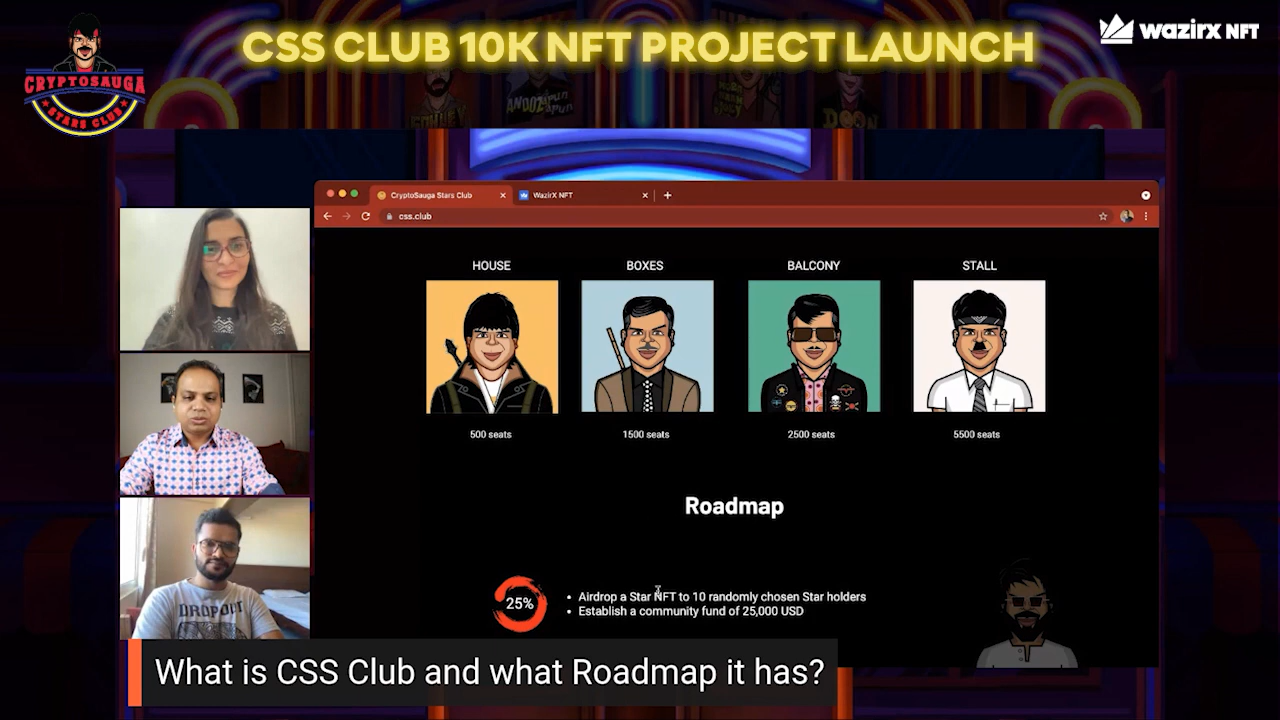 CSS CLUB 10K NFT PROJECT LAUNCH
wazirx NFT
CRYPTOSAUGA
STARS CLUB
CryptoSauga Stars Club
WazirX NFT
css.club
HOUSE
BOXES
BALCONY
STALL
500 seats
1500 seats
2500 seats
5500 seats
Roadmap
25%
• Airdrop a Star NFT to 10 randomly chosen Star holders
• Establish a community fund of 25,000 USD
DROPOUT
What is CSS Club and what Roadmap it has?